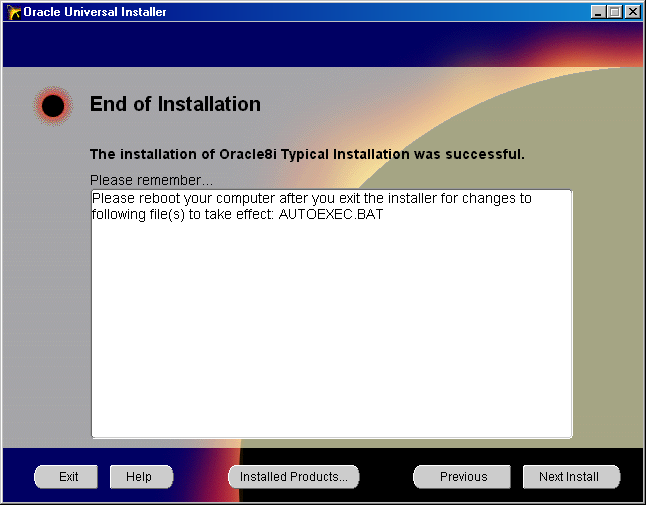 Oracle Universal Installer
End of Installation
The installation of Oracle8i Typical Installation was successful.
Please remember...
Please reboot your computer after you exit the installer for changes to
following file(s) to take effect: AUTOEXEC.BAT
Exit
Help
Installed Products...
Previous
Next Install